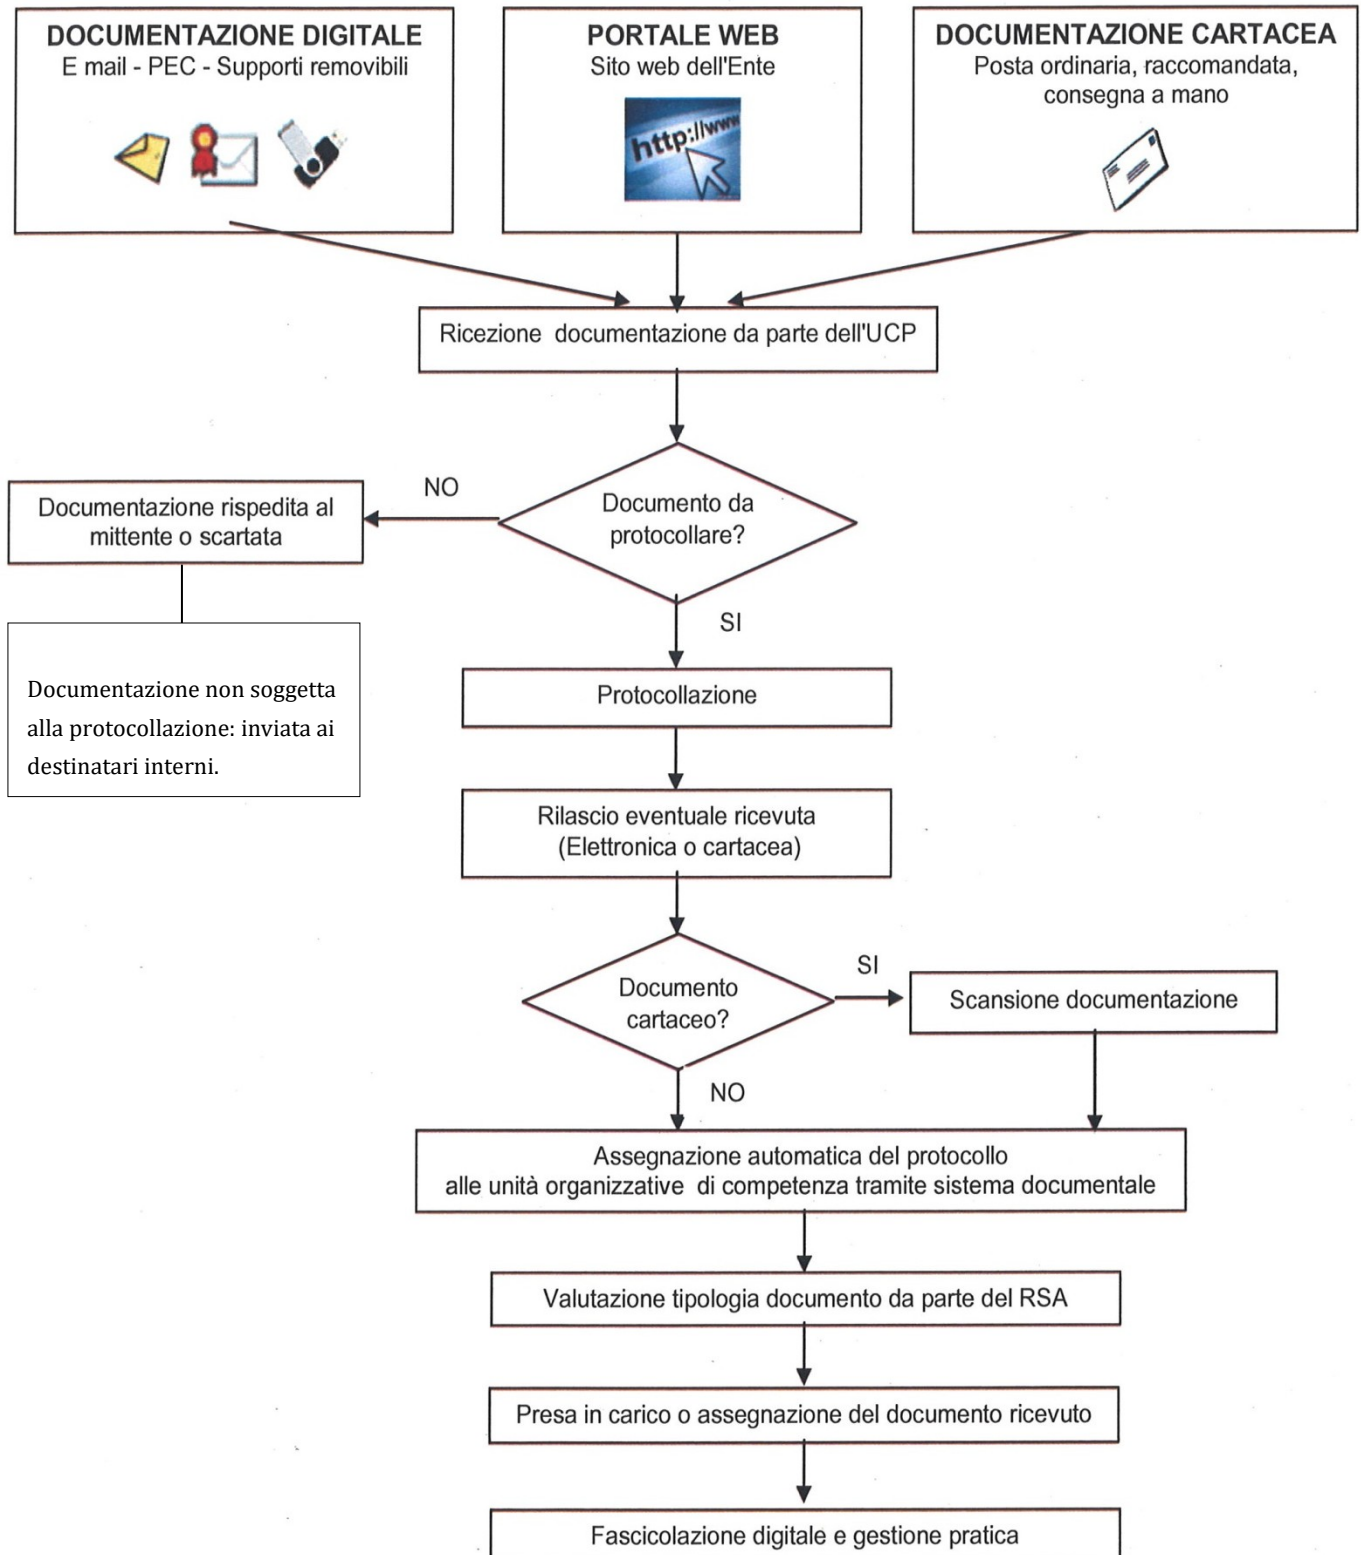 DOCUMENTAZIONE DIGITALE
E mail - PEC - Supporti removibili
PORTALE WEB
Sito web dell'Ente
http://www
DOCUMENTAZIONE CARTACEA
Posta ordinaria, raccomandata,
consegna a mano
Ricezione documentazione da parte dell'UCP
Documento da
protocollare?
NO
Documentazione rispedita al
mittente o scartata
Documentazione non soggetta
alla protocollazione: inviata ai
destinatari interni.
SI
Protocollazione
Rilascio eventuale ricevuta
(Elettronica o cartacea)
Documento
cartaceo?
SI
Scansione documentazione
NO
Assegnazione automatica del protocollo
alle unità organizzative di competenza tramite sistema documentale
Valutazione tipologia documento da parte del RSA
Presa in carico o assegnazione del documento ricevuto
Fascicolazione digitale e gestione pratica